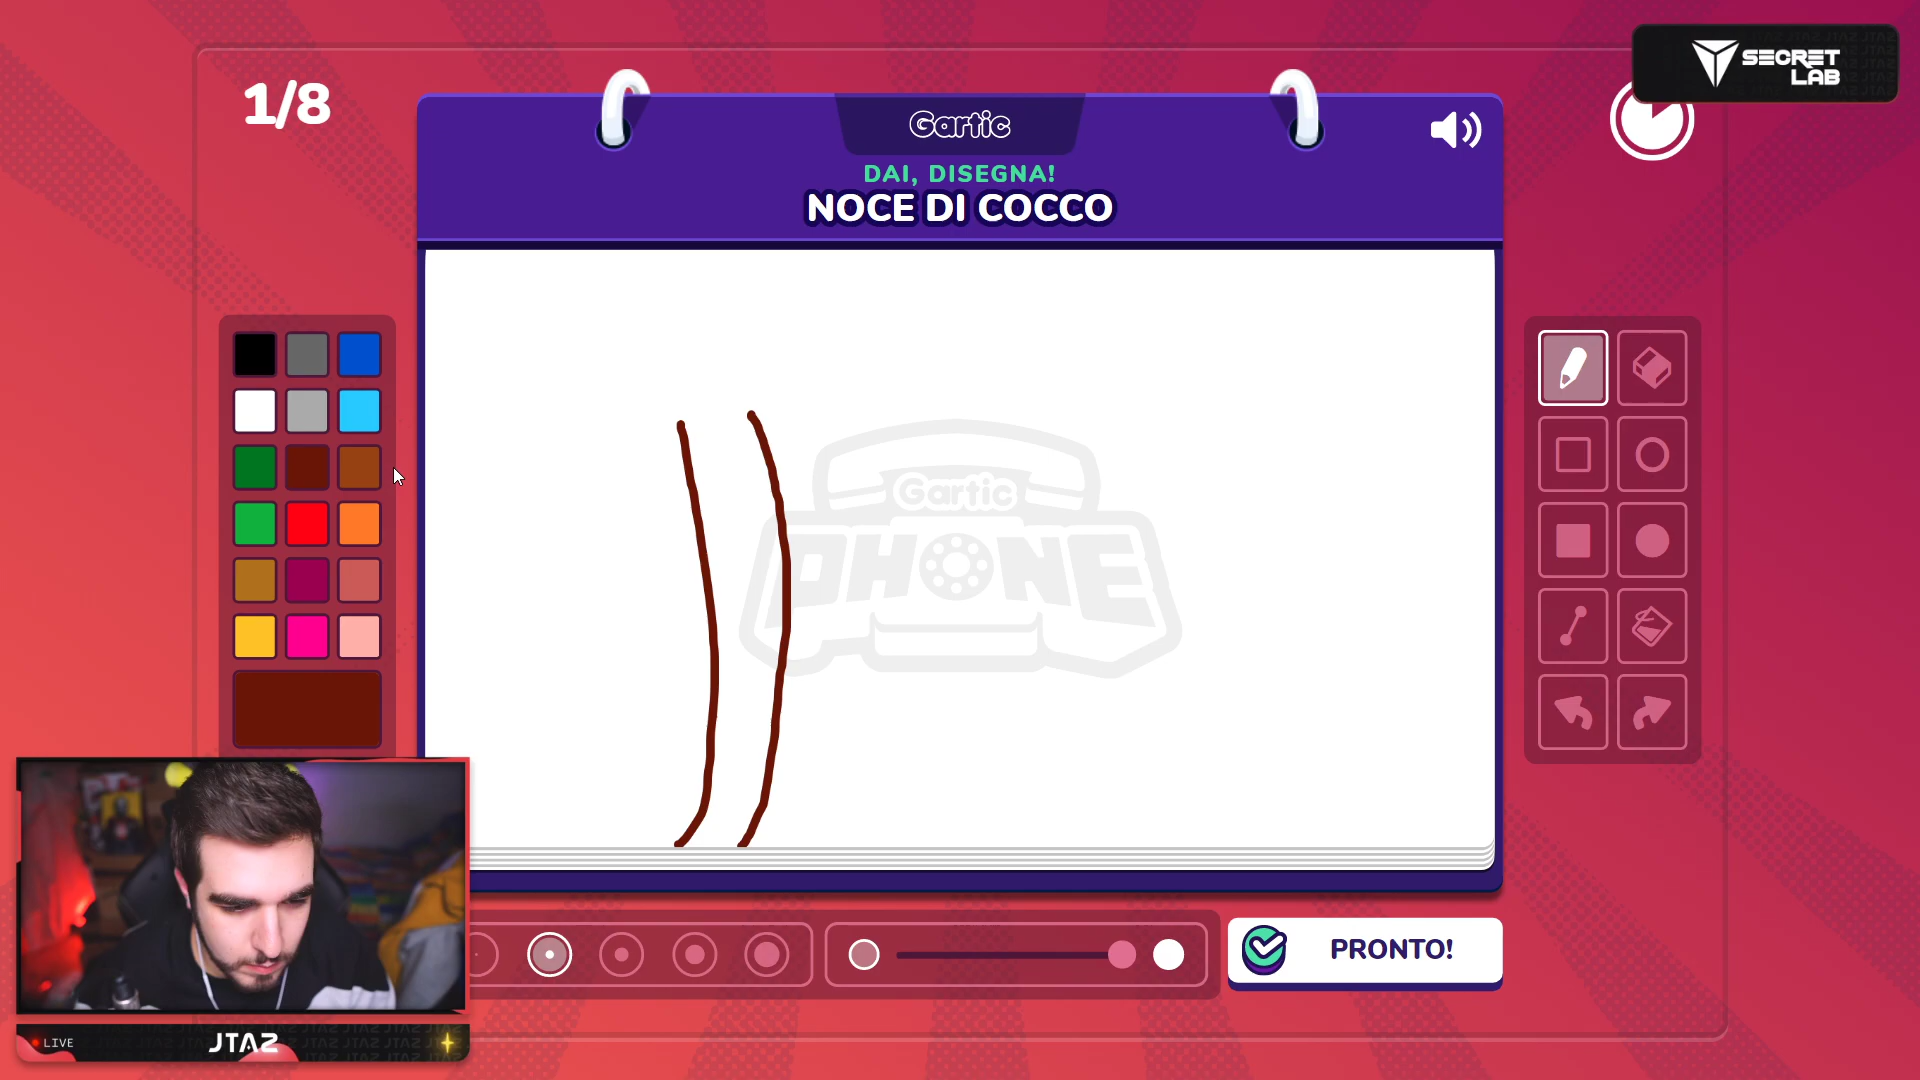 SECRET
LAB
1/8
Gartic
DAI, DISEGNA!
NOCE DI COCCO
Gartic
PHONE
PRONTO!
LIVE
JTAZ